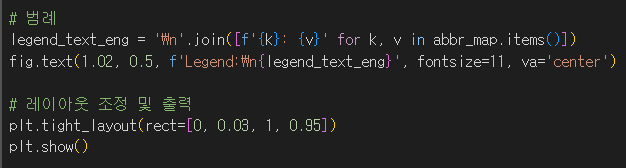 # 범례
legend_text_eng = '₩n'.join([f'{k}: {v}' for k, v in abbr_map.items()])
fig.text(1.02, 0.5, f'Legend:₩n{legend_text_eng}', fontsize=11, va='center')
# 레이아웃 조정 및 출력
plt.tight_layout(rect=[0, 0.03, 1, 0.95])
plt.show()